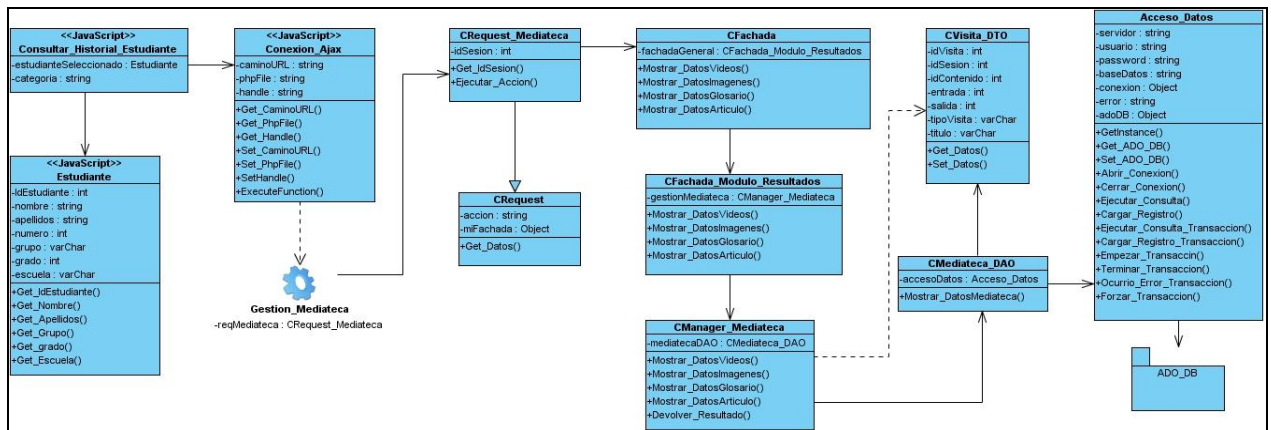 <<JavaScript>>
Consultar_Historial_Estudiante
-estudianteSeleccionado : Estudiante
-categoria : string
<<JavaScript>>
Estudiante
-IdEstudiante : int
-nombre : string
-apellidos : string
-numero : int
-grupo : varChar
-grado : int
-escuela : varChar
+Get_IdEstudiante()
+Get_Nombre()
+Get_Apellidos()
+Get_Grupo()
+Get_grado()
+Get_Escuela()
<<JavaScript>>
Conexion_Ajax
-caminoURL : string
-phpFile : string
-handle : string
+Get_CaminoURL()
+Get_PhpFile()
+Get_Handle()
+Set_CaminoURL()
+Set_PhpFile()
+SetHandle()
+ExecuteFunction()
Gestion_Mediateca
-reqMediateca : CRequest_Mediateca
CRequest_Mediateca
-idSesion : int
+Get_IdSesion()
+Ejecutar_Accion()
CRequest
-accion : string
-miFachada : Object
+Get_Datos()
CFachada
-fachadaGeneral : CFachada_Modulo_Resultados
+Mostrar_DatosVideos()
+Mostrar_DatosImagenes()
+Mostrar_DatosGlosario()
+Mostrar_DatosArticulo()
CFachada_Modulo_Resultados
-gestionMediateca : CManager_Mediateca
+Mostrar_DatosVideos()
+Mostrar_DatosImagenes()
+Mostrar_DatosGlosario()
+Mostrar_DatosArticulo()
CManager_Mediateca
-mediatecaDAO : CMediateca_DAO
+Mostrar_DatosVideos()
+Mostrar_DatosImagenes()
+Mostrar_DatosGlosario()
+Mostrar_DatosArticulo()
+Devolver_Resultado()
CVisita_DTO
-idVisita : int
-idSesion : int
-idContenido : int
-entrada : int
-salida : int
-tipoVisita : varChar
-titulo : varChar
+Get_Datos()
+Set_Datos()
CMediateca_DAO
-accesoDatos : Acceso_Datos
+Mostrar_DatosMediateca()
Acceso_Datos
-servidor : string
-usuario : string
-password : string
-baseDatos : string
-conexion : Object
-error : string
-adoDB : Object
+GetInstance()
+Get_ADO_DB()
+Set_ADO_DB()
+Abrir_Conexion()
+Cerrar_Conexion()
+Ejecutar_Consulta()
+Cargar_Registro()
+Ejecutar_Consulta_Transaccion()
+Cargar_Registro_Transaccion()
+Empezar_Transaccin()
+Terminar_Transaccion()
+Ocurrio_Error_Transaccion()
+Forzar_Transaccion()
ADO_DB